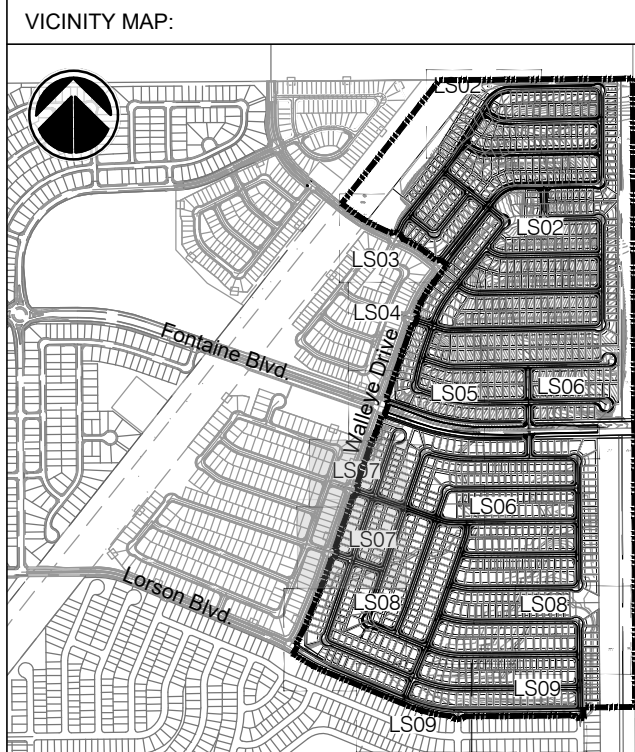 VICINITY MAP:
LS02
LS02
LS03
LS04
Fontaine Blvd.
Walleye Drive
LS05
LS06
LS07
LS06
LS07
LS08
LS08
Lorson Blvd.
LS09
LS09